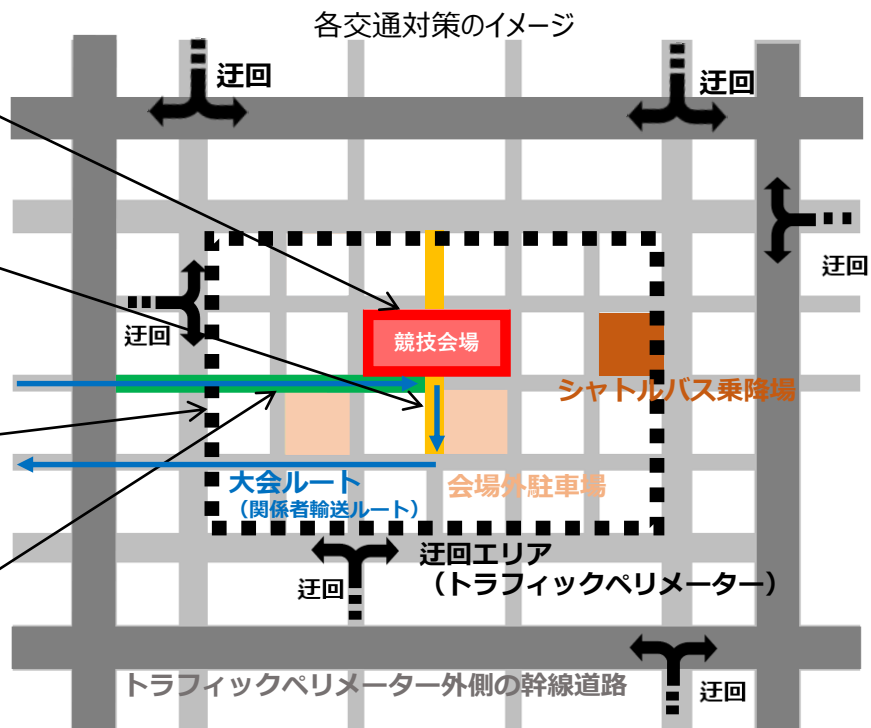 各交通対策のイメージ
迂回
迂回
迂回
迂回
競技会場
シャトルバス乗降場
大会ルート
（関係者輸送ルート）
会場外駐車場
迂回エリア
（トラフィックペリメーター）
迂回
トラフィックペリメーター外側の幹線道路
迂回